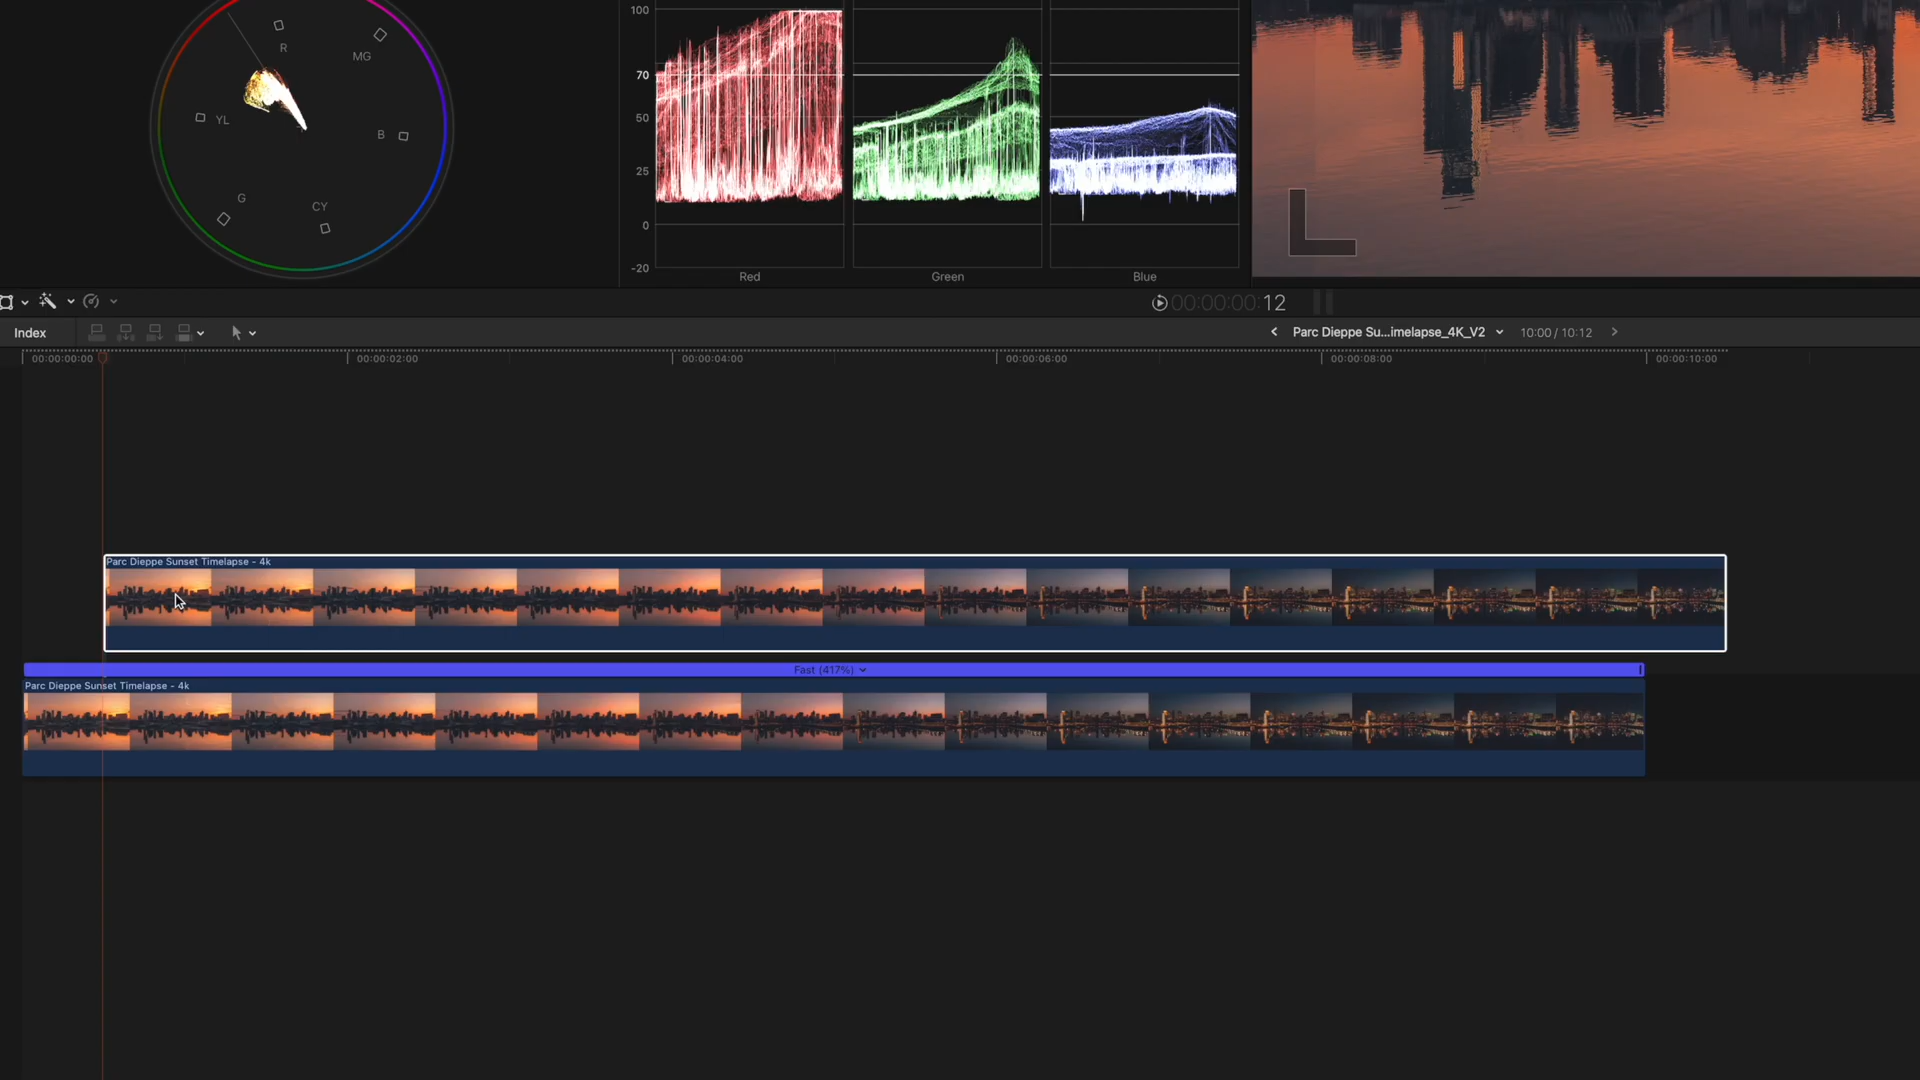 R
MG
YL
B
G
CY
100
70
50
25
0
-20
Red
Green
Blue
00:00:00:12
Index
Parc Dieppe Su...imelapse_4K_V2
10:00 / 10:12
00:00:00:00
00:00:02:00
00:00:04:00
00:00:06:00
00:00:08:00
00:00:10:00
Parc Dieppe Sunset Timelapse - 4k
Fast (417%)
Parc Dieppe Sunset Timelapse - 4k